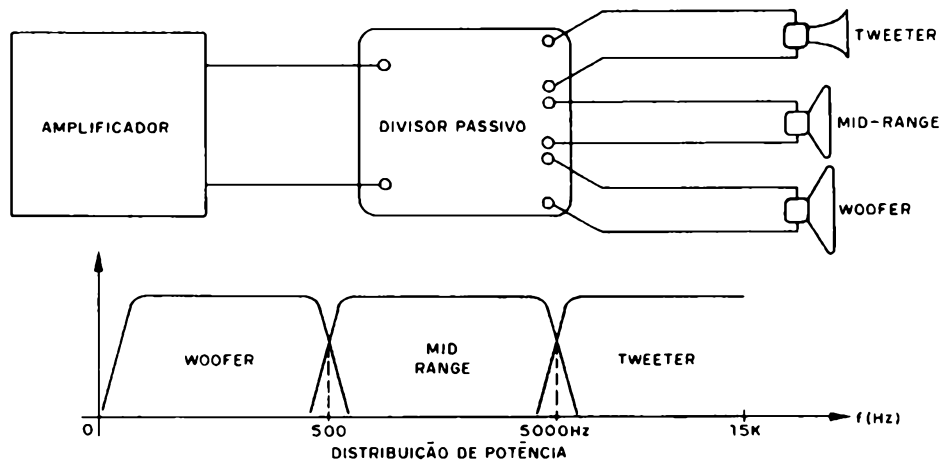 TWEETER
AMPLIFICADOR
DIVISOR PASSIVO
MID-RANGE
WOOFER
WOOFER
MID
RANGE
TWEETER
0
500
5000HZ
15K
f(HZ)
DISTRIBUIÇÃO DE POTÊNCIA